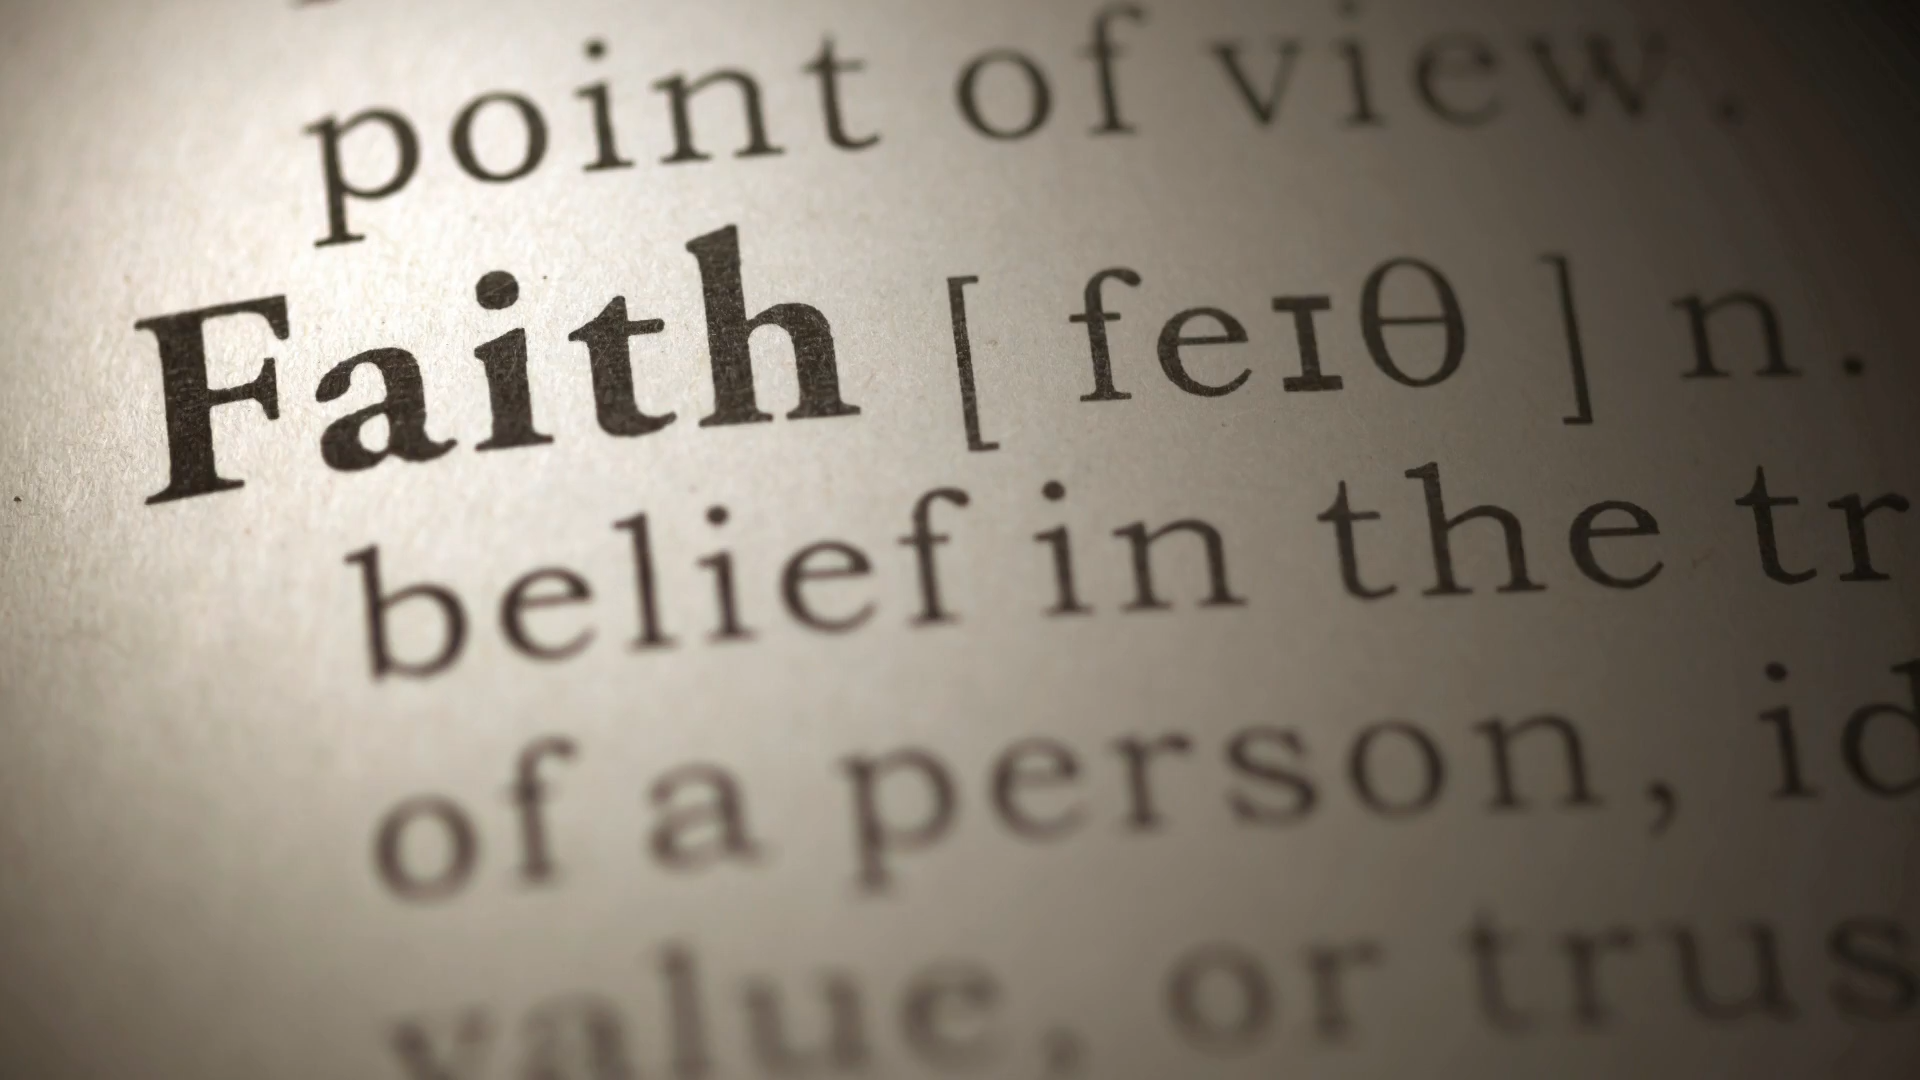 point of view.
Faith [ feɪθ ] n.
belief in the tr
of a person, id
value, or trus